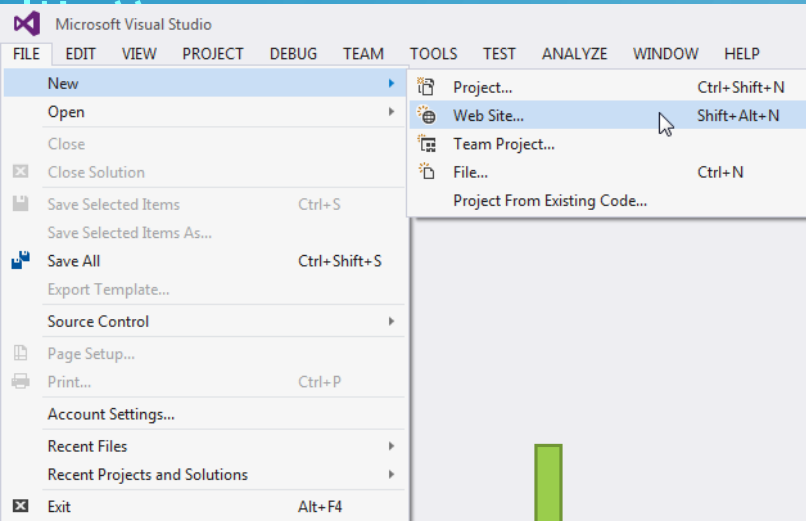 Microsoft Visual Studio
FILE EDIT VIEW PROJECT DEBUG TEAM TOOLS TEST ANALYZE WINDOW HELP
New
Open
Close
Close Solution
Save Selected Items Ctrl+S
Save Selected Items As...
Save All Ctrl+Shift+S
Export Template...
Source Control
Page Setup...
Print... Ctrl+P
Account Settings...
Recent Files
Recent Projects and Solutions
Exit Alt+F4
Project... Ctrl+Shift+N
Web Site... Shift+Alt+N
Team Project...
File... Ctrl+N
Project From Existing Code...